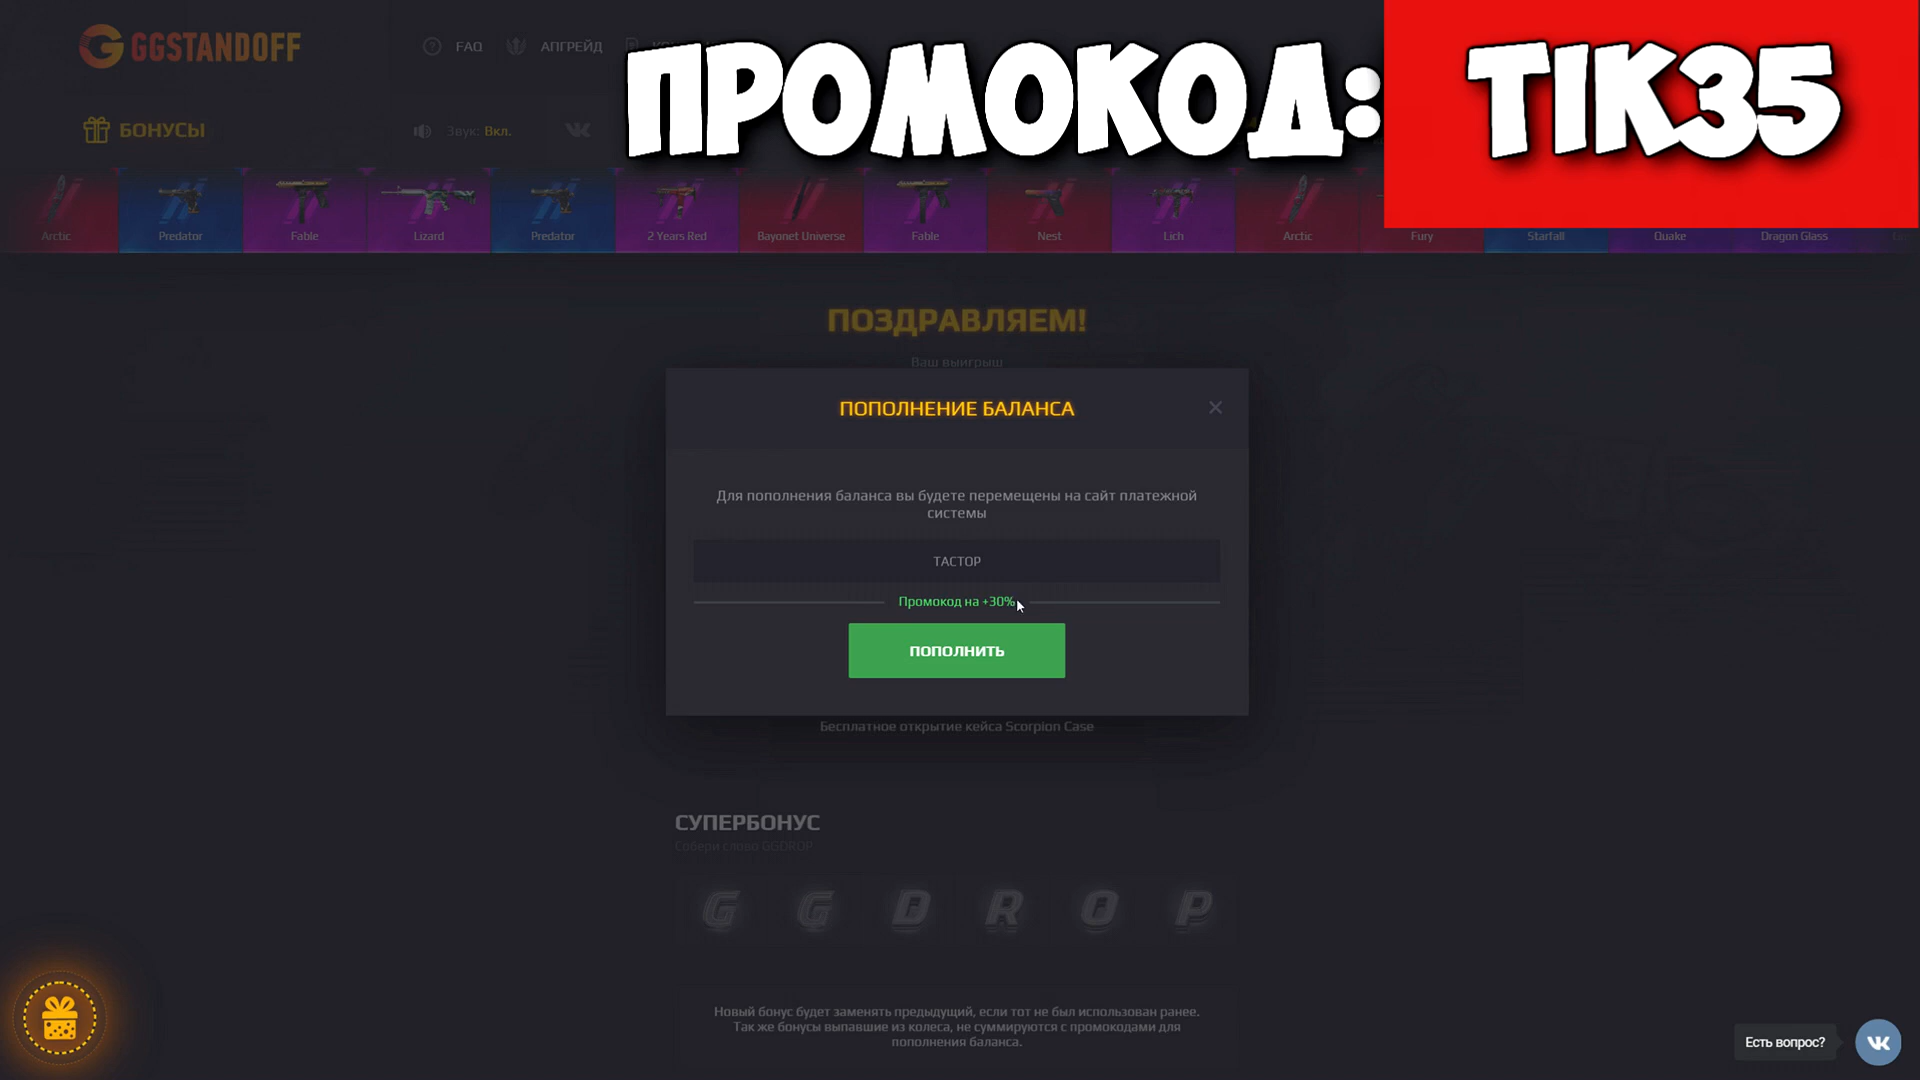 GGSTANDOFF
FAQ
АПГРЕЙД
ПРОМОКОД: TIK35
БОНУСЫ
Звук: Вкл.
Arctic
Predator
Fable
Lizard
Predator
2 Years Red
Bayonet Universe
Fable
Nest
Lich
Arctic
Fury
Starfall
Quake
Dragon Glass
ПОЗДРАВЛЯЕМ!
Ваш выигрыш
ПОПОЛНЕНИЕ БАЛАНСА
Для пополнения баланса вы будете перемещены на сайт платежной
системы
TACTOP
Промокод на +30%
ПОПОЛНИТЬ
Бесплатное открытие кейса Scorpion Case
СУПЕРБОНУС
Собери слово GGDROP
G G D R O P
Новый бонус будет заменять предыдущий, если тот не был использован ранее.
Так же бонусы выпавшие из колеса, не суммируются с промокодами для
пополнения баланса.
Есть вопрос?